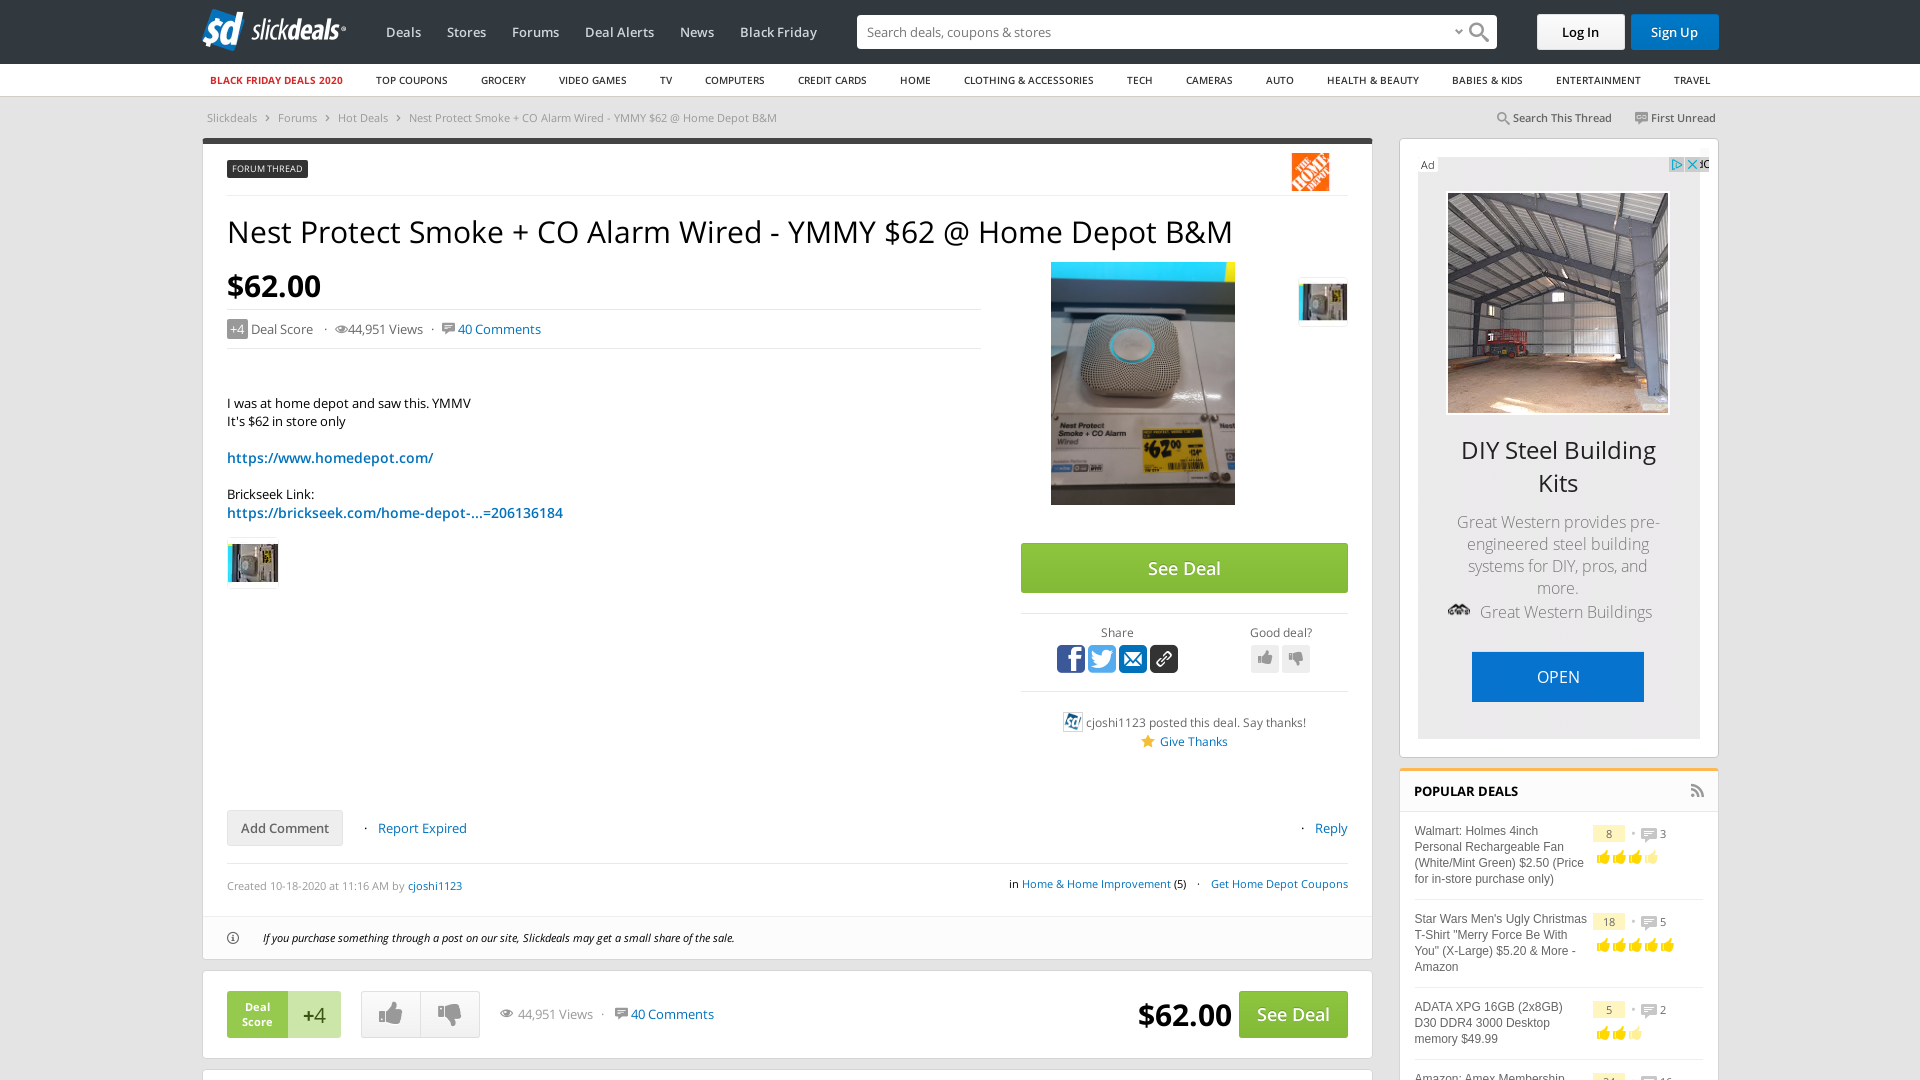 slickdeals
Deals
Stores
Forums
Deal Alerts
News
Black Friday
Search deals, coupons & stores
Log In
Sign Up
BLACK FRIDAY DEALS 2020
TOP COUPONS
GROCERY
VIDEO GAMES
TV
COMPUTERS
CREDIT CARDS
HOME
CLOTHING & ACCESSORIES
TECH
CAMERAS
AUTO
HEALTH & BEAUTY
BABIES & KIDS
ENTERTAINMENT
TRAVEL
Slickdeals › Forums › Hot Deals › Nest Protect Smoke + CO Alarm Wired - YMMY $62 @ Home Depot B&M
Search This Thread
First Unread
FORUM THREAD
THE HOME DEPOT
Nest Protect Smoke + CO Alarm Wired - YMMY $62 @ Home Depot B&M
$62.00
+4 Deal Score · 44,951 Views · 40 Comments
I was at home depot and saw this. YMMV
It's $62 in store only
https://www.homedepot.com/
Brickseek Link:
https://brickseek.com/home-depot-...=206136184
Nest Protect
Smoke + CO Alarm
Wired
$62.00
See Deal
Share
Good deal?
cjoshi1123 posted this deal. Say thanks!
Give Thanks
Add Comment
· Report Expired
· Reply
Created 10-18-2020 at 11:16 AM by cjoshi1123
in Home & Home Improvement (5) · Get Home Depot Coupons
If you purchase something through a post on our site, Slickdeals may get a small share of the sale.
Deal
Score
+4
44,951 Views · 40 Comments
$62.00
See Deal
Ad
DIY Steel Building
Kits
Great Western provides pre-
engineered steel building
systems for DIY, pros, and
more.
Great Western Buildings
OPEN
POPULAR DEALS
Walmart: Holmes 4inch
Personal Rechargeable Fan
(White/Mint Green) $2.50 (Price
for in-store purchase only)
8 • 3
Star Wars Men's Ugly Christmas
T-Shirt "Merry Force Be With
You" (X-Large) $5.20 & More -
Amazon
18 • 5
ADATA XPG 16GB (2x8GB)
D30 DDR4 3000 Desktop
memory $49.99
5 • 2
Amazon: Amex Membership